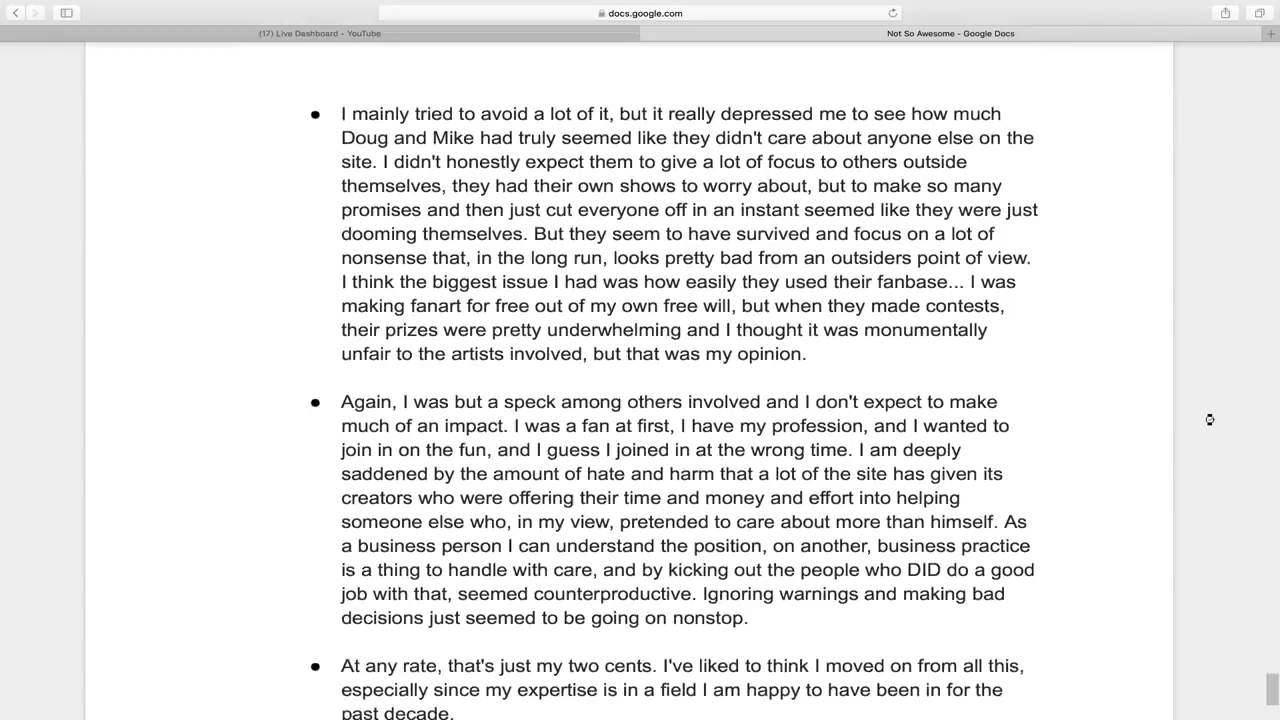 docs.google.com
(17) Live Dashboard - YouTube
Not So Awesome - Google Docs
● I mainly tried to avoid a lot of it, but it really depressed me to see how much
Doug and Mike had truly seemed like they didn't care about anyone else on the
site. I didn't honestly expect them to give a lot of focus to others outside
themselves, they had their own shows to worry about, but to make so many
promises and then just cut everyone off in an instant seemed like they were just
dooming themselves. But they seem to have survived and focus on a lot of
nonsense that, in the long run, looks pretty bad from an outsiders point of view.
I think the biggest issue I had was how easily they used their fanbase... I was
making fanart for free out of my own free will, but when they made contests,
their prizes were pretty underwhelming and I thought it was monumentally
unfair to the artists involved, but that was my opinion.
● Again, I was but a speck among others involved and I don't expect to make
much of an impact. I was a fan at first, I have my profession, and I wanted to
join in on the fun, and I guess I joined in at the wrong time. I am deeply
saddened by the amount of hate and harm that a lot of the site has given its
creators who were offering their time and money and effort into helping
someone else who, in my view, pretended to care about more than himself. As
a business person I can understand the position, on another, business practice
is a thing to handle with care, and by kicking out the people who DID do a good
job with that, seemed counterproductive. Ignoring warnings and making bad
decisions just seemed to be going on nonstop.
● At any rate, that's just my two cents. I've liked to think I moved on from all this,
especially since my expertise is in a field I am happy to have been in for the
past decade.